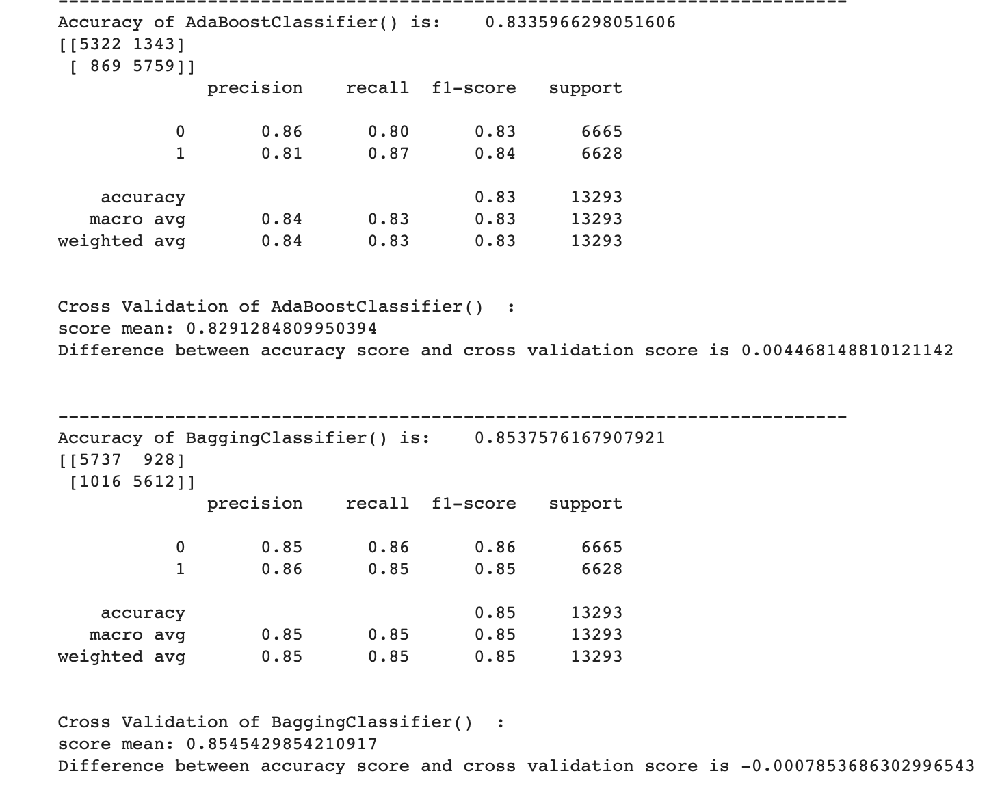 ------------------------------------------------------------------------
Accuracy of AdaBoostClassifier() is:    0.8335966298051606
[[5322 1343]
 [ 869 5759]]
              precision    recall  f1-score   support

           0       0.86      0.80      0.83      6665
           1       0.81      0.87      0.84      6628

    accuracy                           0.83     13293
   macro avg       0.84      0.83      0.83     13293
weighted avg       0.84      0.83      0.83     13293

Cross Validation of AdaBoostClassifier()  :
score mean: 0.8291284809950394
Difference between accuracy score and cross validation score is 0.004468148810121142

--------------------------------------------------------------------------
Accuracy of BaggingClassifier() is:    0.8537576167907921
[[5737  928]
 [1016 5612]]
              precision    recall  f1-score   support

           0       0.85      0.86      0.86      6665
           1       0.86      0.85      0.85      6628

    accuracy                           0.85     13293
   macro avg       0.85      0.85      0.85     13293
weighted avg       0.85      0.85      0.85     13293

Cross Validation of BaggingClassifier()  :
score mean: 0.8545429854210917
Difference between accuracy score and cross validation score is -0.0007853686302996543